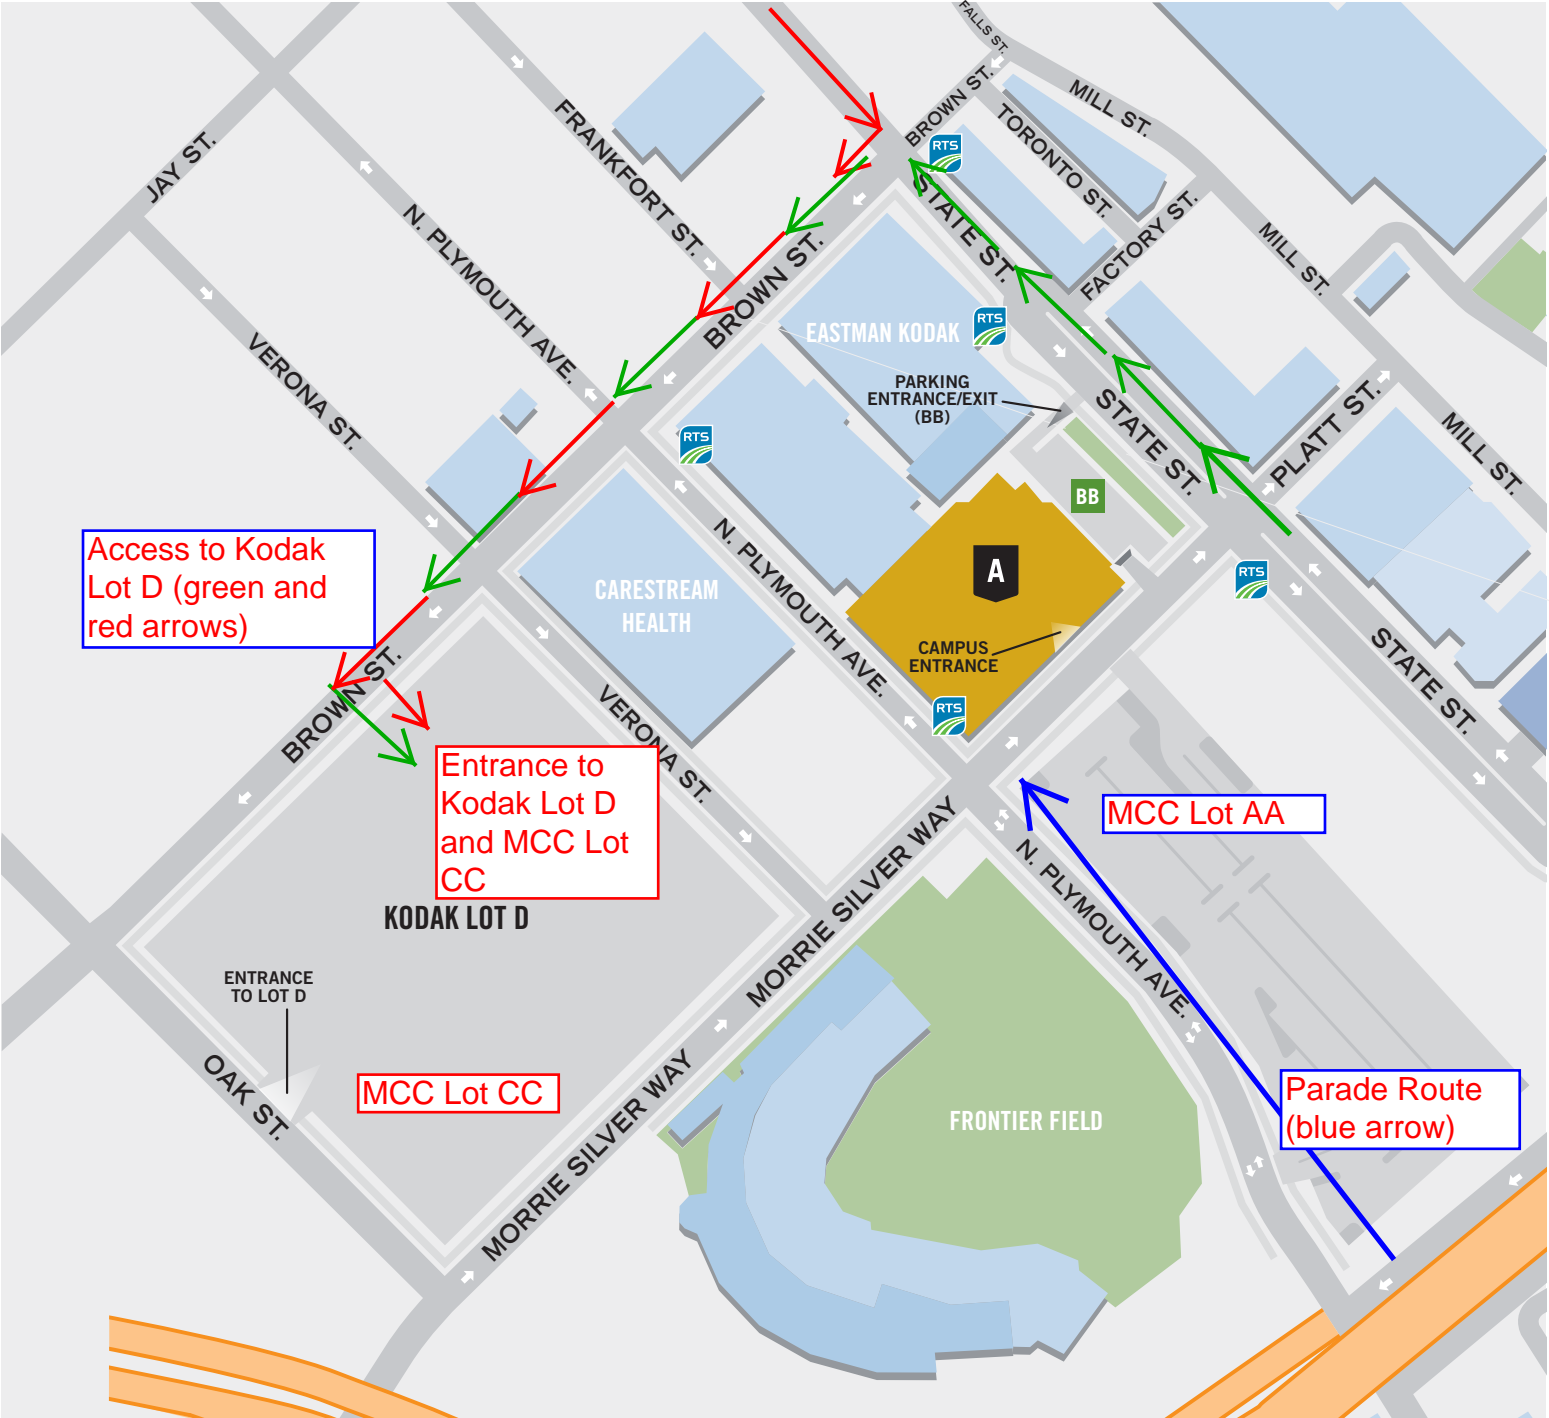 FALLS ST.
BROWN ST.
MILL ST.
TORONTO ST.
RTS
FRANKFORT ST.
JAY ST.
STATE ST.
FACTORY ST.
MILL ST.
N. PLYMOUTH AVE.
BROWN ST.
EASTMAN KODAK
RTS
VERONA ST.
PARKING
ENTRANCE/EXIT
(BB)
STATE ST.
PLATT ST.
MILL ST.
RTS
BB
N. PLYMOUTH AVE.
Access to Kodak
Lot D (green and
red arrows)
A
RTS
CARESTREAM
HEALTH
CAMPUS
ENTRANCE
STATE ST.
BROWN ST.
RTS
VERONA ST.
Entrance to
Kodak Lot D
and MCC Lot
CC
MCC Lot AA
KODAK LOT D
MORRIE SILVER WAY
N. PLYMOUTH AVE.
ENTRANCE
TO LOT D
OAK ST.
MCC Lot CC
MORRIE SILVER WAY
FRONTIER FIELD
Parade Route
(blue arrow)